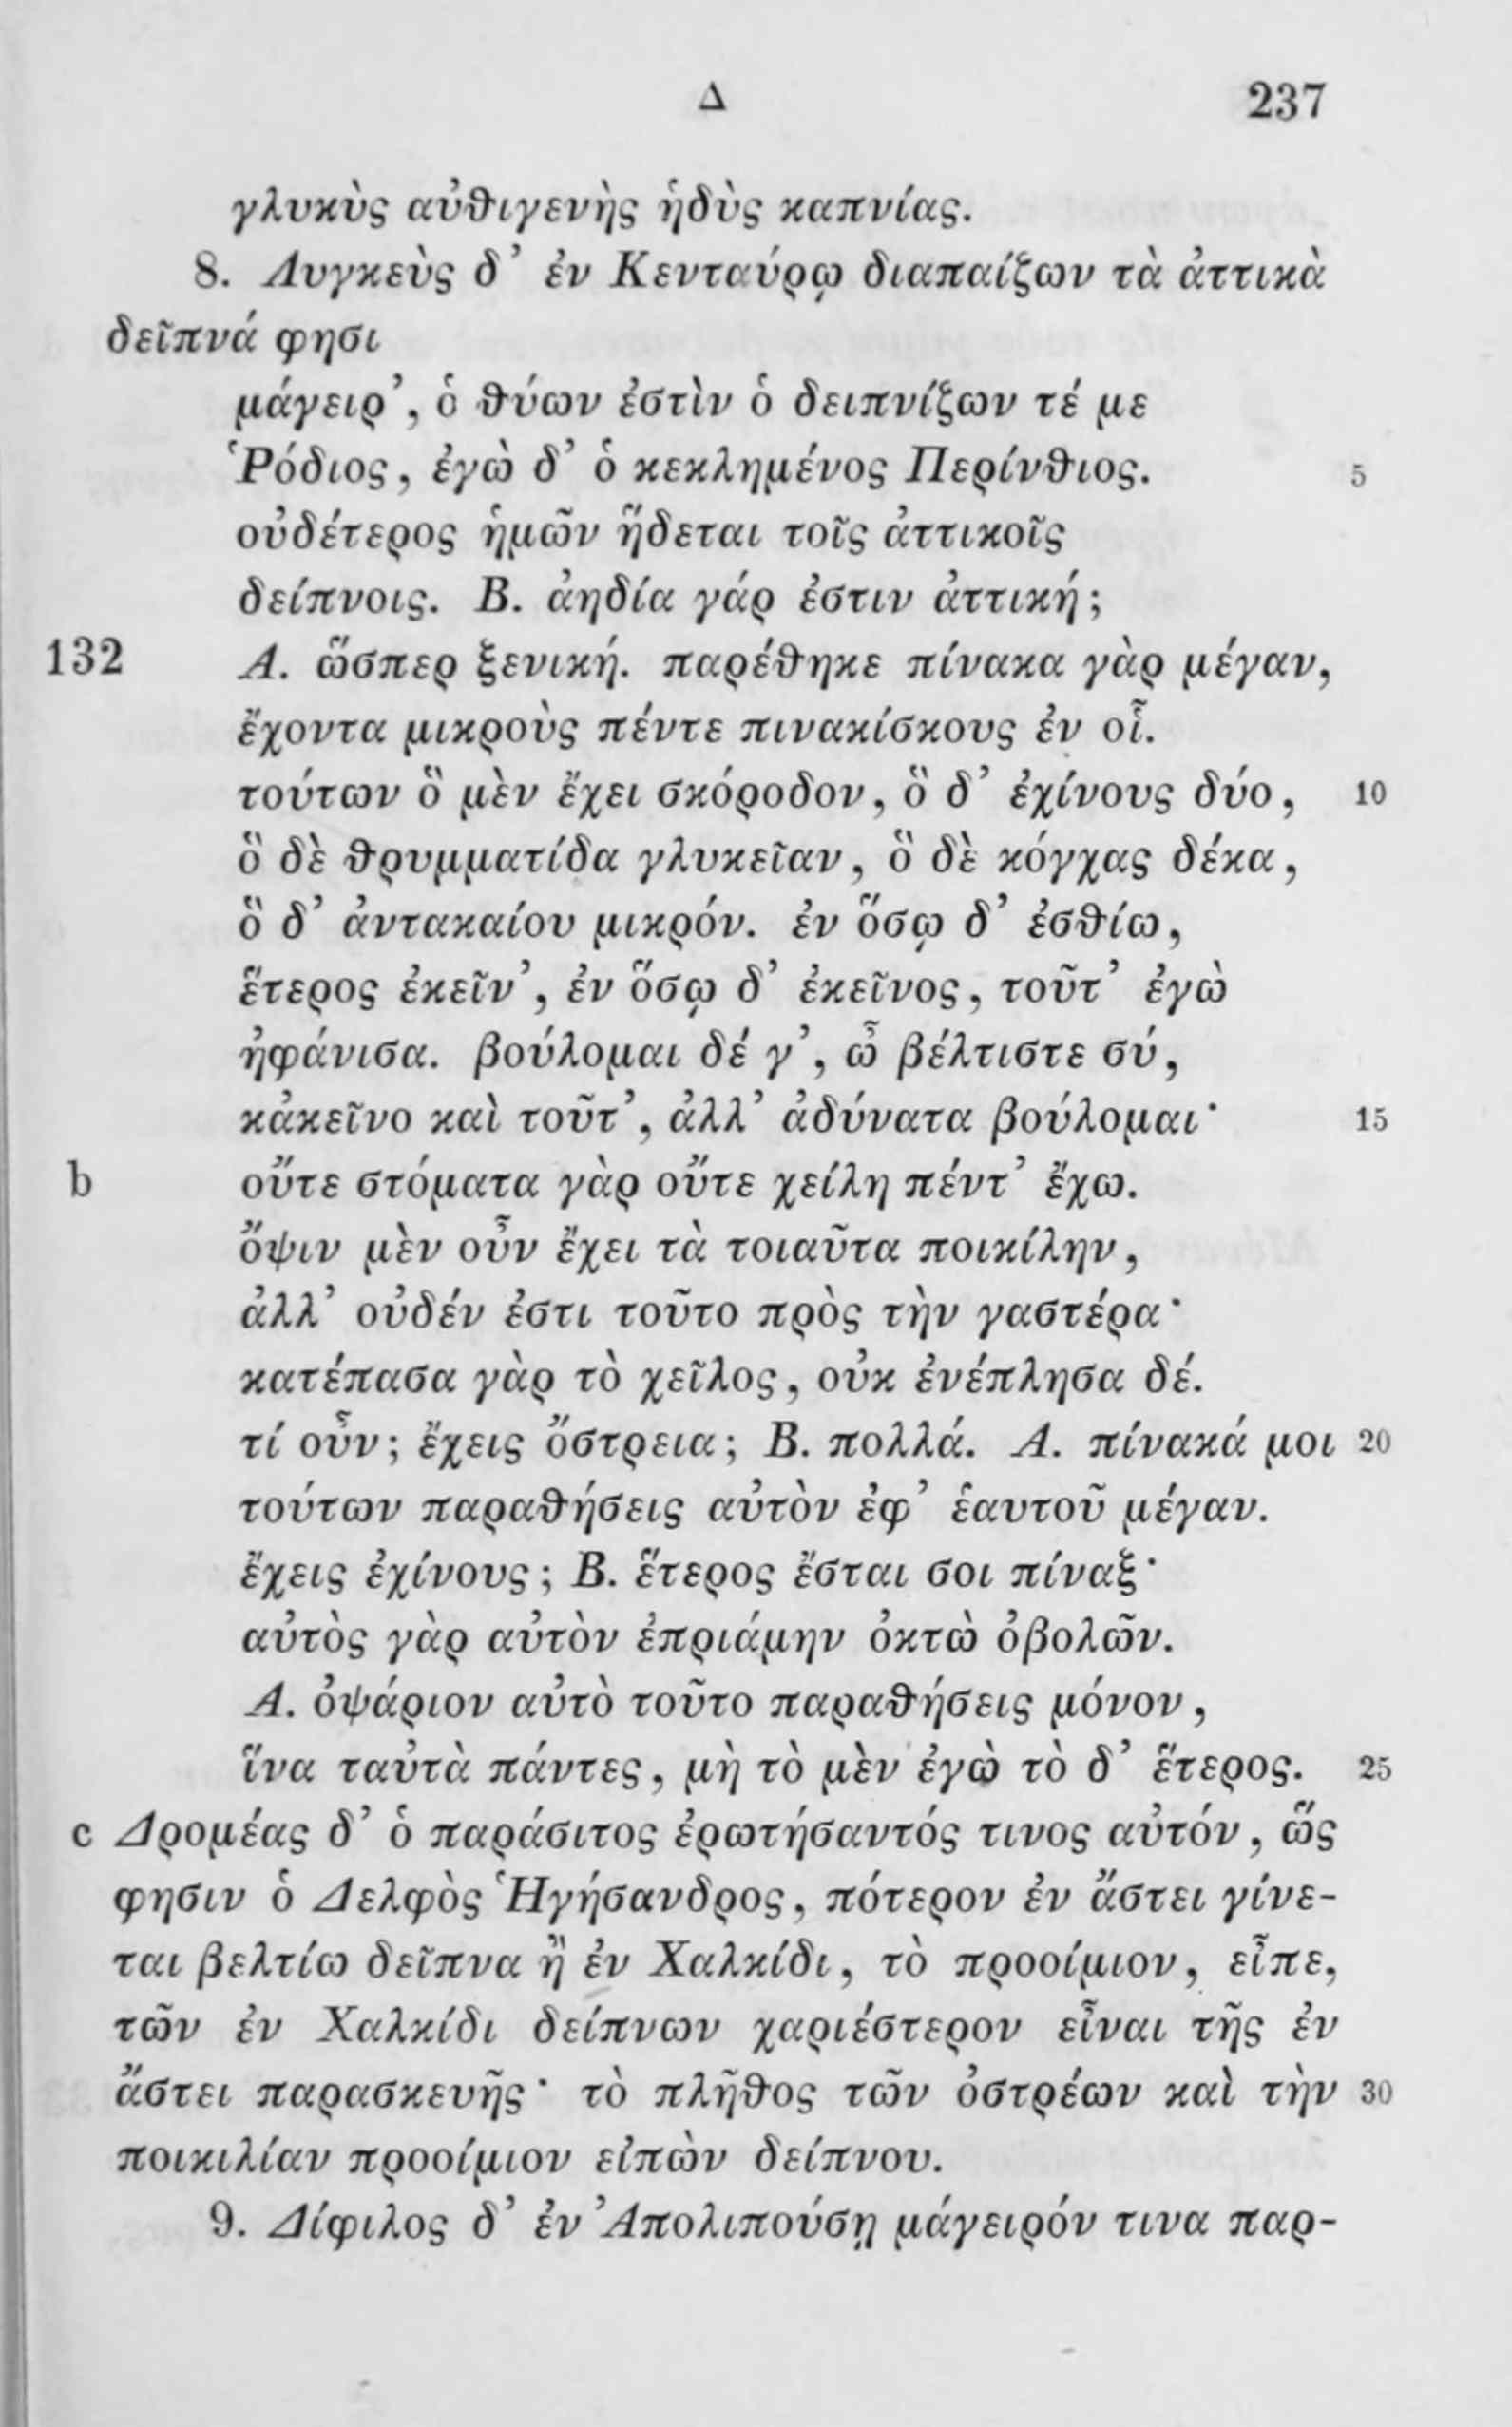 Δ 237
γλυκὺς αὐθιγενὴς ἡδὺς καπνίας.
8. Λυγκεὺς δ' ἐν Κενταύρῳ διαπαίζων τὰ ἀττικὰ
δεῖπνά φησι
μάγειρ', ὁ θύων ἐστὶν ὁ δειπνίζων τέ με
Ῥόδιος, ἐγὼ δ' ὁ κεκλημένος Περίνθιος. 5
οὐδέτερος ἡμῶν ἥδεται τοῖς ἀττικοῖς
δείπνοις. Β. ἀηδία γάρ ἐστιν ἀττική;
132 Α. ὥσπερ ξενική. παρέθηκε πίνακα γὰρ μέγαν,
ἔχοντα μικροὺς πέντε πινακίσκους ἐν οἷ.
τούτων ὃ μὲν ἔχει σκόροδον, ὃ δ' ἐχίνους δύο, 10
ὃ δὲ θρυμματίδα γλυκεῖαν, ὃ δὲ κόγχας δέκα,
ὃ δ' ἀντακαίου μικρόν. ἐν ὅσῳ δ' ἐσθίω,
ἕτερος ἐκεῖν', ἐν ὅσῳ δ' ἐκεῖνος, τοῦτ' ἐγὼ
ἠφάνισα. βούλομαι δέ γ', ὦ βέλτιστε σύ,
κἀκεῖνο καὶ τοῦτ', ἀλλ' ἀδύνατα βούλομαι· 15
b οὔτε στόματα γὰρ οὔτε χείλη πέντ' ἔχω.
ὄψιν μὲν οὖν ἔχει τὰ τοιαῦτα ποικίλην,
ἀλλ' οὐδέν ἐστι τοῦτο πρὸς τὴν γαστέρα·
κατέπασα γὰρ τὸ χεῖλος, οὐκ ἐνέπλησα δέ.
τί οὖν; ἔχεις ὄστρεια; Β. πολλά. Α. πίνακά μοι 20
τούτων παραθήσεις αὐτὸν ἐφ' ἑαυτοῦ μέγαν.
ἔχεις ἐχίνους; Β. ἕτερος ἔσται σοι πίναξ·
αὐτὸς γὰρ αὐτὸν ἐπριάμην ὀκτὼ ὀβολῶν.
Α. ὀψάριον αὐτὸ τοῦτο παραθήσεις μόνον,
ἵνα ταὐτὰ πάντες, μὴ τὸ μὲν ἐγὼ τὸ δ' ἕτερος. 25
c Δρομέας δ' ὁ παράσιτος ἐρωτήσαντός τινος αὐτόν, ὥς
φησιν ὁ Δελφὸς Ἡγήσανδρος, πότερον ἐν ἄστει γίνε-
ται βελτίω δεῖπνα ἢ ἐν Χαλκίδι, τὸ προοίμιον, εἶπε,
τῶν ἐν Χαλκίδι δείπνων χαριέστερον εἶναι τῆς ἐν
ἄστει παρασκευῆς· τὸ πλῆθος τῶν ὀστρέων καὶ τὴν 30
ποικιλίαν προοίμιον εἰπὼν δείπνου.
9. Δίφιλος δ' ἐν Ἀπολιπούσῃ μάγειρόν τινα παρ-